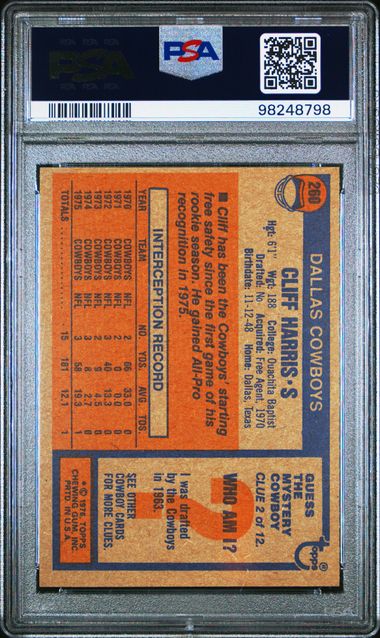 PSA
PSA
98248798
260
DALLAS COWBOYS
CLIFF HARRIS • S
Hgt: 6'1" Wgt: 188 College: Ouachita Baptist
Drafted: No Acquired: Free Agent, 1970
Birthdate: 11-12-48 Home: Dallas, Texas
■ Cliff has been the Cowboys' starting
free safety since the first game of his
rookie season. He gained All-Pro
recognition in 1975.
INTERCEPTION RECORD
YEAR TEAM NO. YDS. AVG TDS
1970 COWBOYS NFL 2 66 33.0 0
1971 COWBOYS NFL 2 0 0.0 0
1972 COWBOYS NFL 3 40 13.3 0
1973 COWBOYS NFL 2 9 4.5 0
1974 COWBOYS NFL 3 8 2.7 0
1975 COWBOYS NFL 3 58 19.3 1
TOTALS 15 181 12.1 1
topps ®
GUESS
THE
MYSTERY
COWBOY
CLUE 2 of 12.
?
WHO AM I?
I was drafted
by the Cowboys
in 1963.
SEE OTHER
COWBOY CARDS
FOR MORE CLUES.
* © 1976 TOPPS
CHEWING GUM, INC.
PRTD. IN U.S.A.
PSA